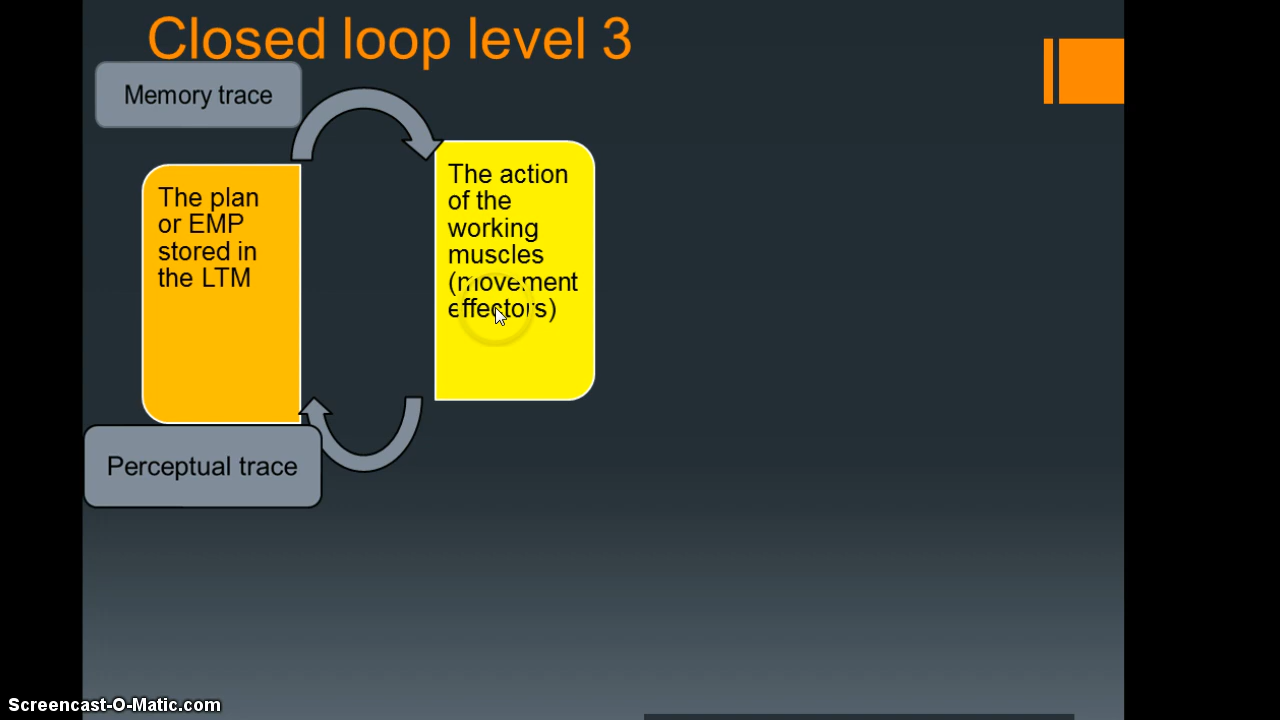 Closed loop level 3
Memory trace
The plan
or EMP
stored in
the LTM
The action
of the
working
muscles
(movement
effectors)
Perceptual trace
Screencast-O-Matic.com